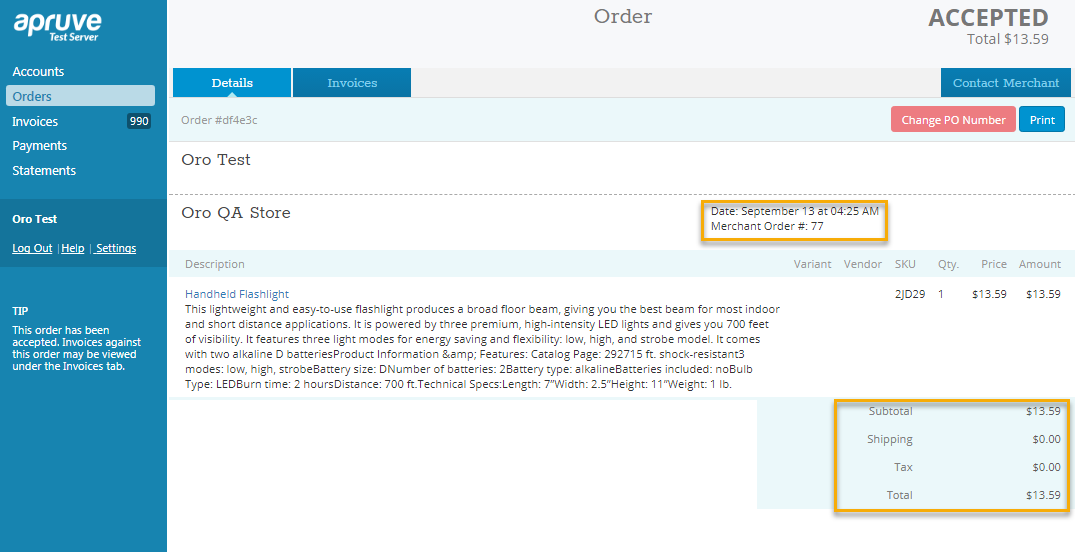 apruve
Test Server
Accounts
Orders
Invoices 990
Payments
Statements
Oro Test
Log Out | Help | Settings
TIP
This order has been
accepted. Invoices against
this order may be viewed
under the Invoices tab.
Order
ACCEPTED
Total $13.59
Details Invoices Contact Merchant
Order #df4e3c Change PO Number Print
Oro Test
Oro QA Store
Date: September 13 at 04:25 AM
Merchant Order #: 77
Description Variant Vendor SKU Qty. Price Amount
Handheld Flashlight 2JD29 1 $13.59 $13.59
This lightweight and easy-to-use flashlight produces a broad floor beam, giving you the best beam for most indoor
and short distance applications. It is powered by three premium, high-intensity LED lights and gives you 700 feet
of visibility. It features three light modes for energy saving and flexibility: low, high, and strobe model. It comes
with two alkaline D batteriesProduct Information &amp; Features: Catalog Page: 292715 ft. shock-resistant3
modes: low, high, strobeBattery size: DNumber of batteries: 2Battery type: alkalineBatteries included: noBulb
Type: LEDBurn time: 2 hoursDistance: 700 ft.Technical Specs:Length: 7”Width: 2.5”Height: 11”Weight: 1 lb.
Subtotal $13.59
Shipping $0.00
Tax $0.00
Total $13.59